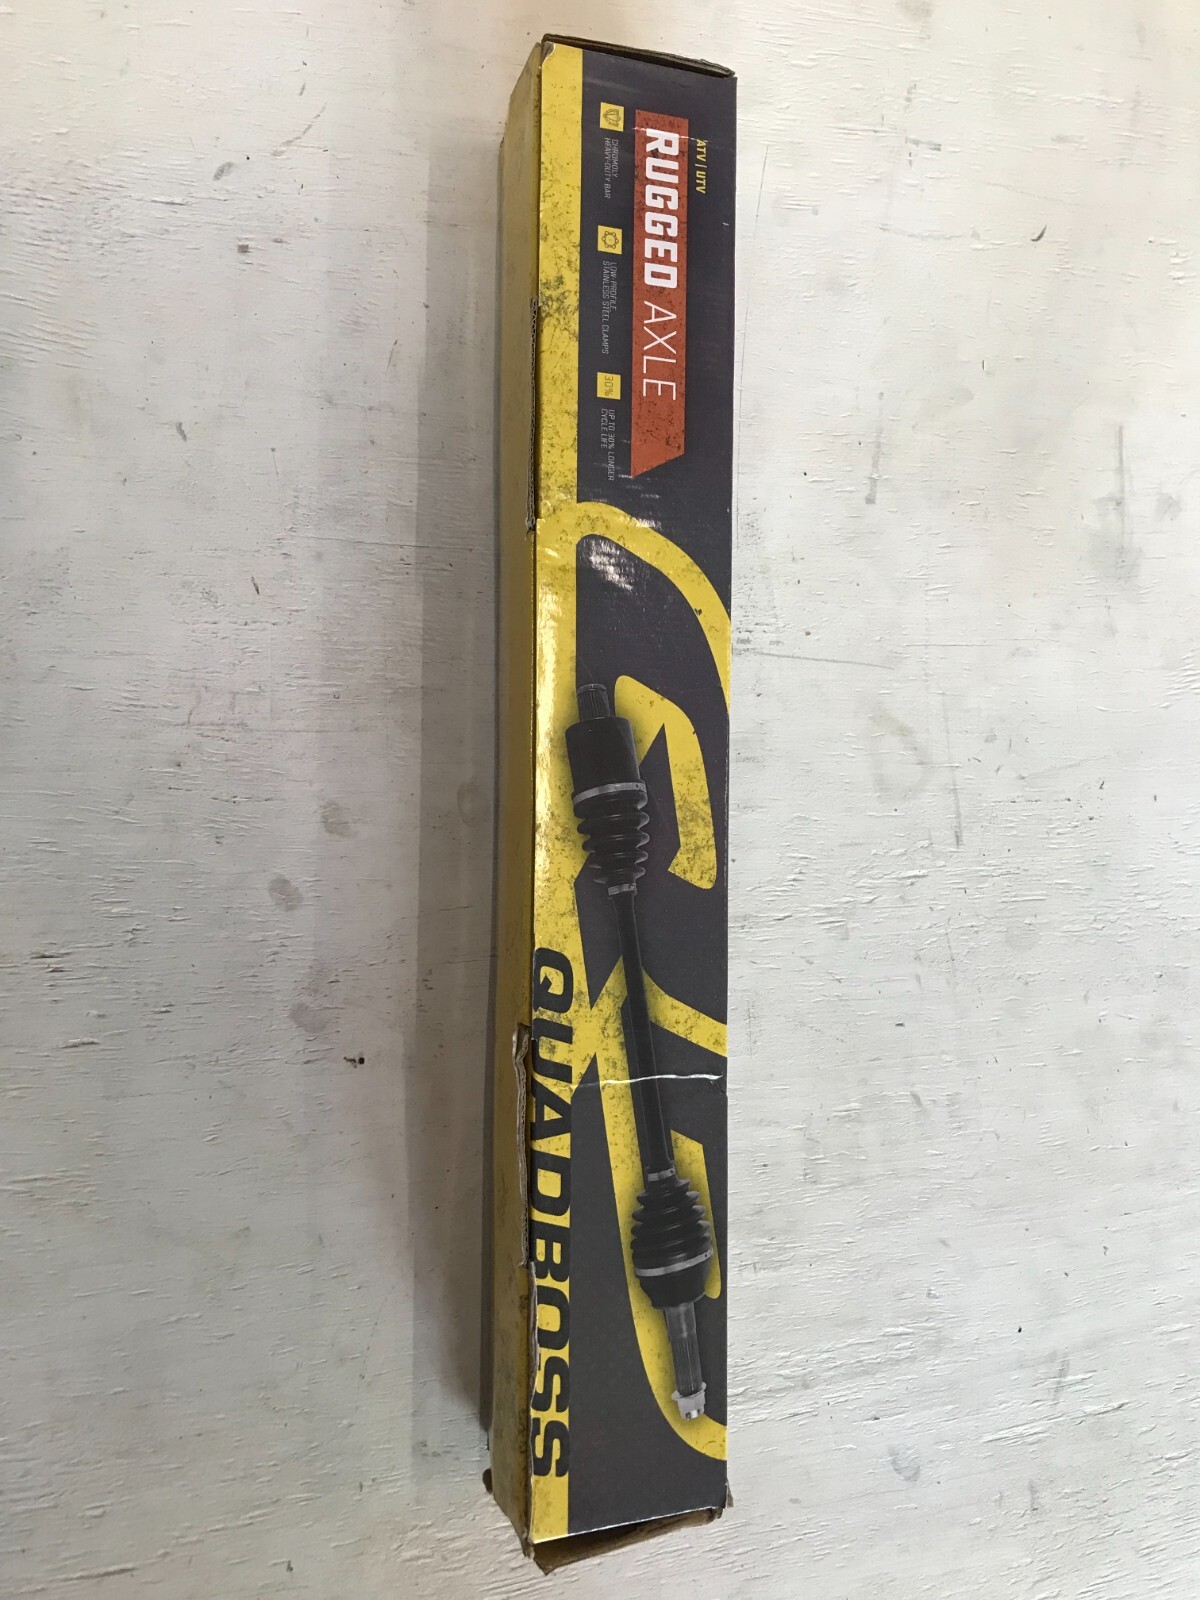 ATV | UTV
RUGGED AXLE
CHROMOLY
HEAVY-DUTY BAR
LOW-PROFILE
STAINLESS STEEL CLAMPS
30%
UP TO 30% LONGER
CYCLE LIFE
QUADBOSS